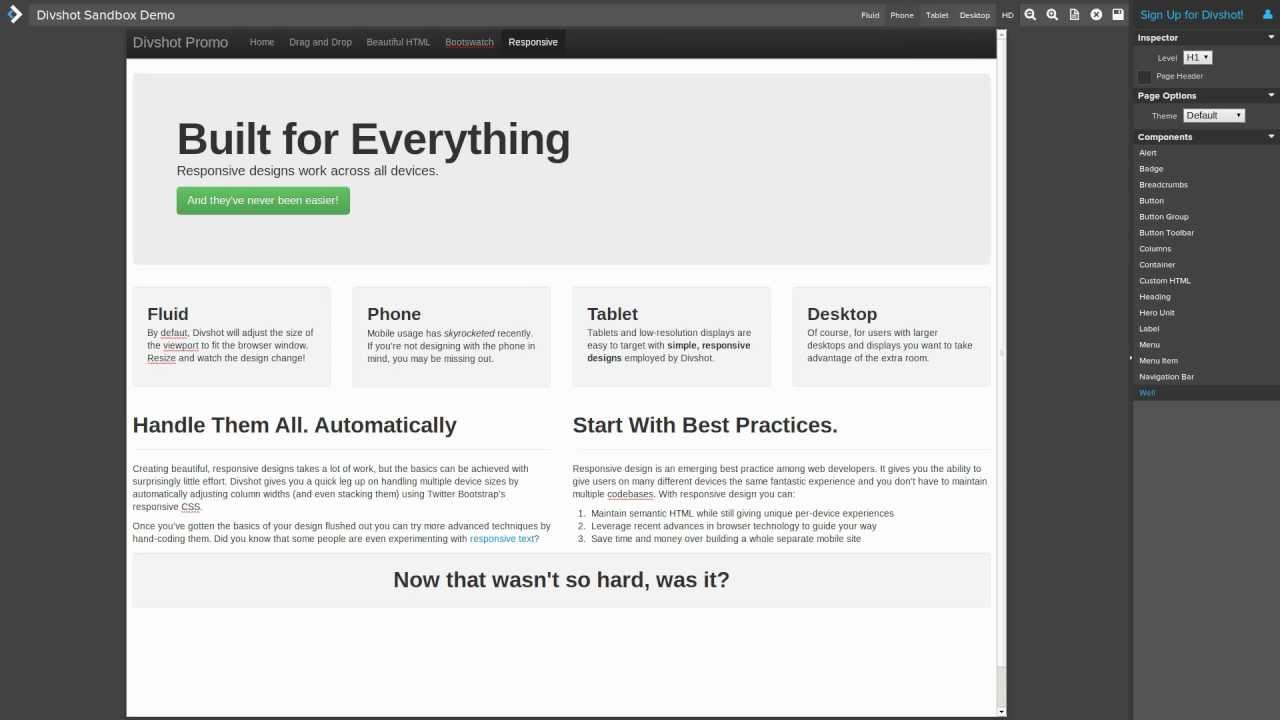 Divshot Sandbox Demo
Fluid Phone Tablet Desktop HD
Sign Up for Divshot!
Divshot Promo Home Drag and Drop Beautiful HTML Bootswatch Responsive
Built for Everything
Responsive designs work across all devices.
And they've never been easier!
Fluid
By defaut, Divshot will adjust the size of
the viewport to fit the browser window.
Resize and watch the design change!
Phone
Mobile usage has skyrocketed recently.
If you're not designing with the phone in
mind, you may be missing out.
Tablet
Tablets and low-resolution displays are
easy to target with simple, responsive
designs employed by Divshot.
Desktop
Of course, for users with larger
desktops and displays you want to take
advantage of the extra room.
Handle Them All. Automatically
Creating beautiful, responsive designs takes a lot of work, but the basics can be achieved with
surprisingly little effort. Divshot gives you a quick leg up on handling multiple device sizes by
automatically adjusting column widths (and even stacking them) using Twitter Bootstrap's
responsive CSS.
Once you've gotten the basics of your design flushed out you can try more advanced techniques by
hand-coding them. Did you know that some people are even experimenting with responsive text?
Start With Best Practices.
Responsive design is an emerging best practice among web developers. It gives you the ability to
give users on many different devices the same fantastic experience and you don't have to maintain
multiple codebases. With responsive design you can:
1. Maintain semantic HTML while still giving unique per-device experiences
2. Leverage recent advances in browser technology to guide your way
3. Save time and money over building a whole separate mobile site
Now that wasn't so hard, was it?
Inspector
Level H1
Page Header
Page Options
Theme Default
Components
Alert
Badge
Breadcrumbs
Button
Button Group
Button Toolbar
Columns
Container
Custom HTML
Heading
Hero Unit
Label
Menu
Menu Item
Navigation Bar
Well